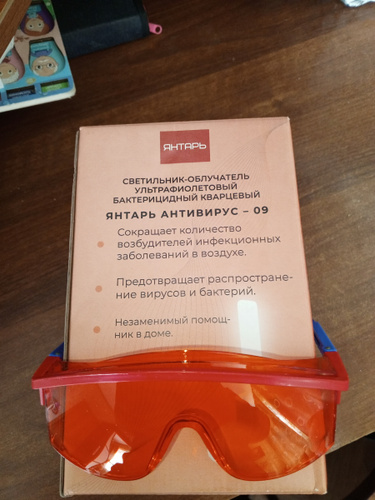 ЯНТАРЬ
СВЕТИЛЬНИК-ОБЛУЧАТЕЛЬ
УЛЬТРАФИОЛЕТОВЫЙ
БАКТЕРИЦИДНЫЙ КВАРЦЕВЫЙ
ЯНТАРЬ АНТИВИРУС – 09
Сокращает количество
возбудителей инфекционных
заболеваний в воздухе.
Предотвращает распростране-
ние вирусов и бактерий.
Незаменимый помощ-
ник в доме.